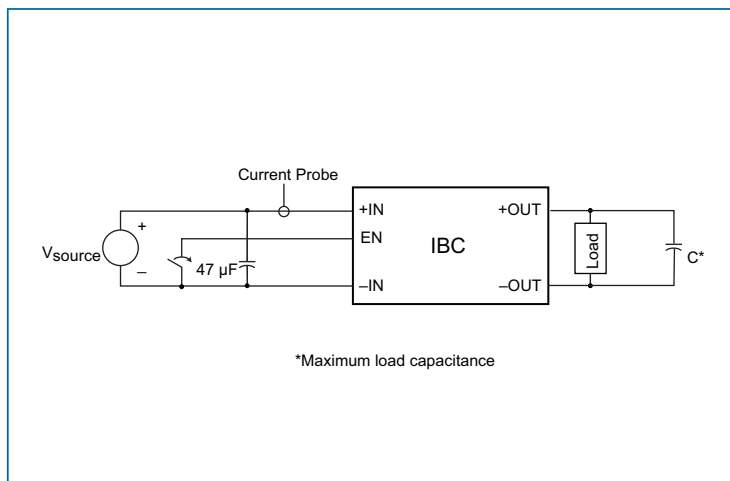 Current Probe
+IN
+OUT
+
EN
IBC
Load
Vsource
47 µF
C*
–
–IN
–OUT
*Maximum load capacitance